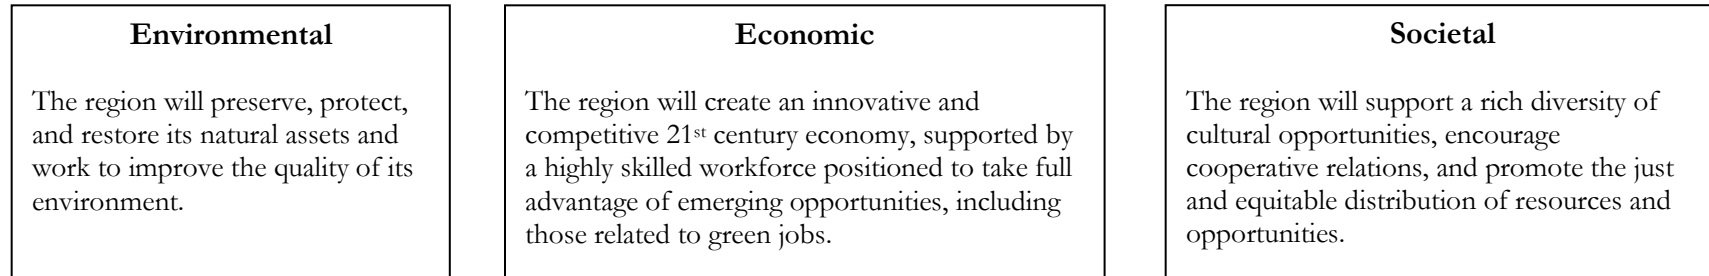 Environmental
The region will preserve, protect,
and restore its natural assets and
work to improve the quality of its
environment.
Economic
The region will create an innovative and
competitive 21st century economy, supported by
a highly skilled workforce positioned to take full
advantage of emerging opportunities, including
those related to green jobs.
Societal
The region will support a rich diversity of
cultural opportunities, encourage
cooperative relations, and promote the just
and equitable distribution of resources and
opportunities.